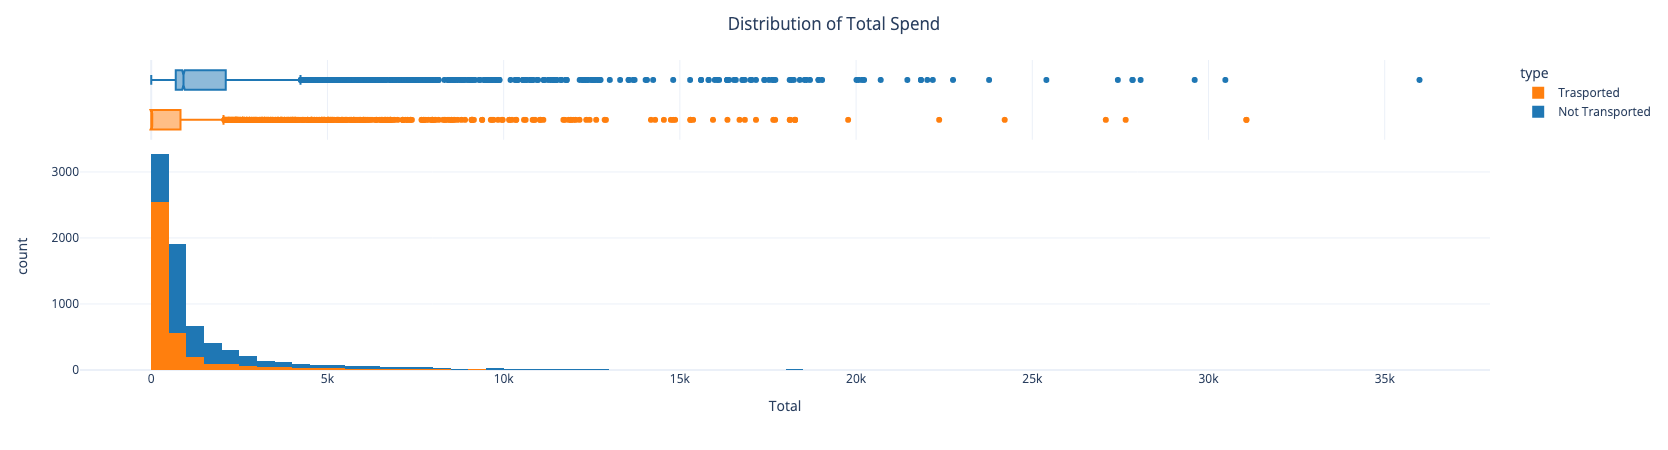 Distribution of Total Spend
type
Trasported
Not Transported
3000
2000
1000
0
count
0 5k 10k 15k 20k 25k 30k 35k
Total